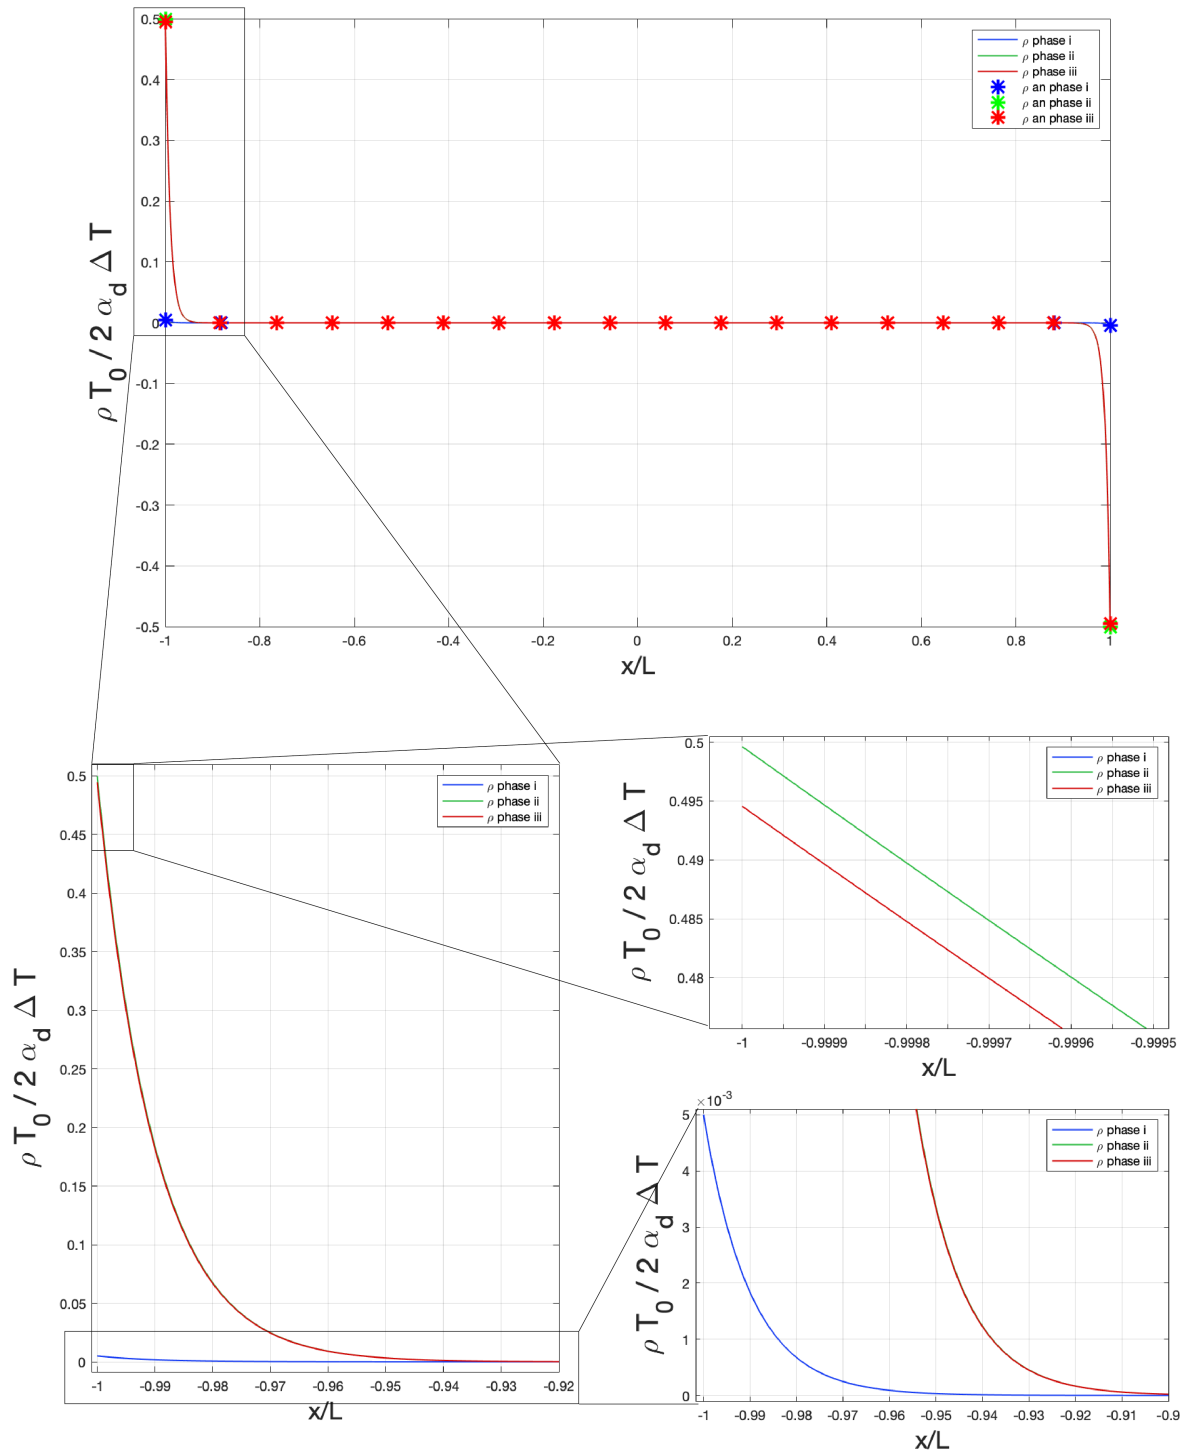 ρ T0 / 2 αd Δ T
0.5
0.4
0.3
0.2
0.1
0
-0.1
-0.2
-0.3
-0.4
-0.5
-1 -0.8 -0.6 -0.4 -0.2 0 0.2 0.4 0.6 0.8 1
x/L
ρ phase i
ρ phase ii
ρ phase iii
ρ an phase i
ρ an phase ii
ρ an phase iii
ρ T0 / 2 αd Δ T
0.5
0.45
0.4
0.35
0.3
0.25
0.2
0.15
0.1
0.05
0
-1 -0.99 -0.98 -0.97 -0.96 -0.95 -0.94 -0.93 -0.92
x/L
ρ phase i
ρ phase ii
ρ phase iii
ρ T0 / 2 αd Δ T
0.5
0.495
0.49
0.485
0.48
-1 -0.9999 -0.9998 -0.9997 -0.9996 -0.9995
x/L
ρ phase i
ρ phase ii
ρ phase iii
ρ T0 / 2 αd Δ T
×10-3
5
4
3
2
1
0
-1 -0.99 -0.98 -0.97 -0.96 -0.95 -0.94 -0.93 -0.92 -0.91 -0.9
x/L
ρ phase i
ρ phase ii
ρ phase iii